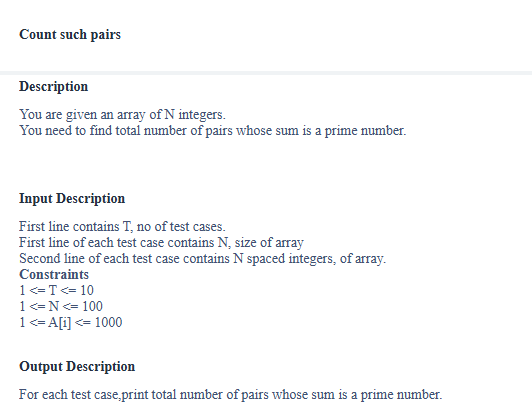 Count such pairs
Description
You are given an array of N integers.
You need to find total number of pairs whose sum is a prime number.
Input Description
First line contains T, no of test cases.
First line of each test case contains N, size of array
Second line of each test case contains N spaced integers, of array.
Constraints
1 <= T <= 10
1 <= N <= 100
1 <= A[i] <= 1000
Output Description
For each test case,print total number of pairs whose sum is a prime number.